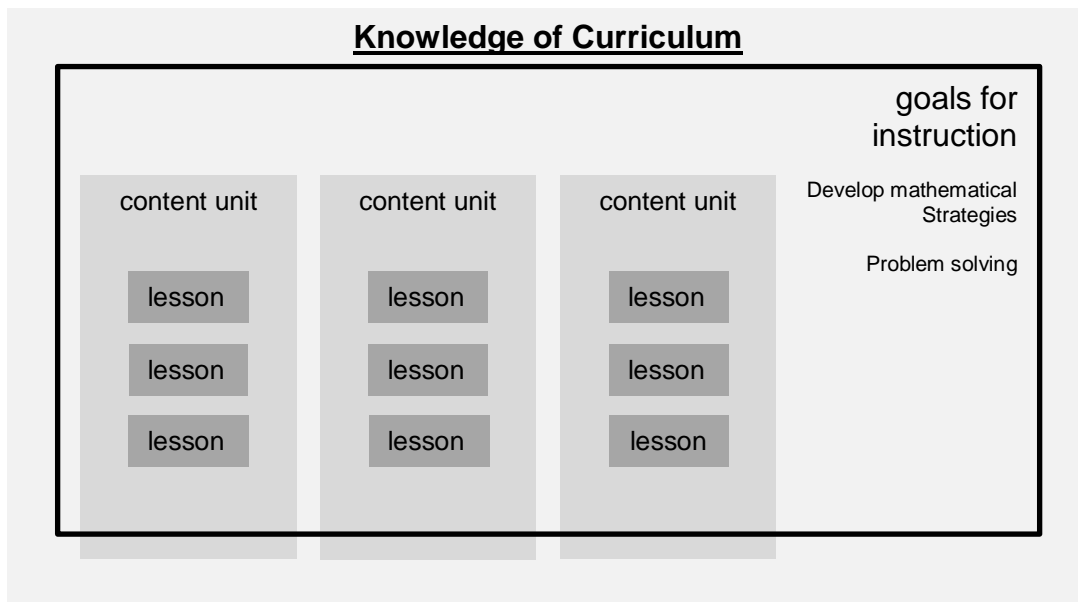 Knowledge of Curriculum
goals for
instruction
content unit
content unit
content unit
Develop mathematical
Strategies
Problem solving
lesson
lesson
lesson
lesson
lesson
lesson
lesson
lesson
lesson